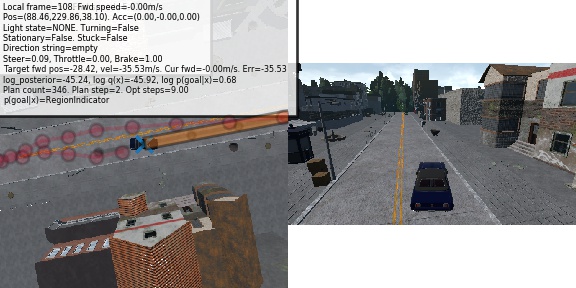 Local frame=108. Fwd speed=-0.00m/s
Pos=(88.46,229.86,38.10). Acc=(0.00,-0.00,0.00)
Light state=NONE. Turning=False
Stationary=False. Stuck=False
Direction string=empty
Steer=0.09, Throttle=0.00, Brake=1.00
Target fwd pos=-28.42, vel=-35.53m/s. Cur fwd=-0.00m/s. Err=-35.53
log_posterior=-45.24, log q(x)=-45.92, log p(goal|x)=0.68
Plan count=346. Plan step=2. Opt steps=9.00
p(goal|x)=RegionIndicator